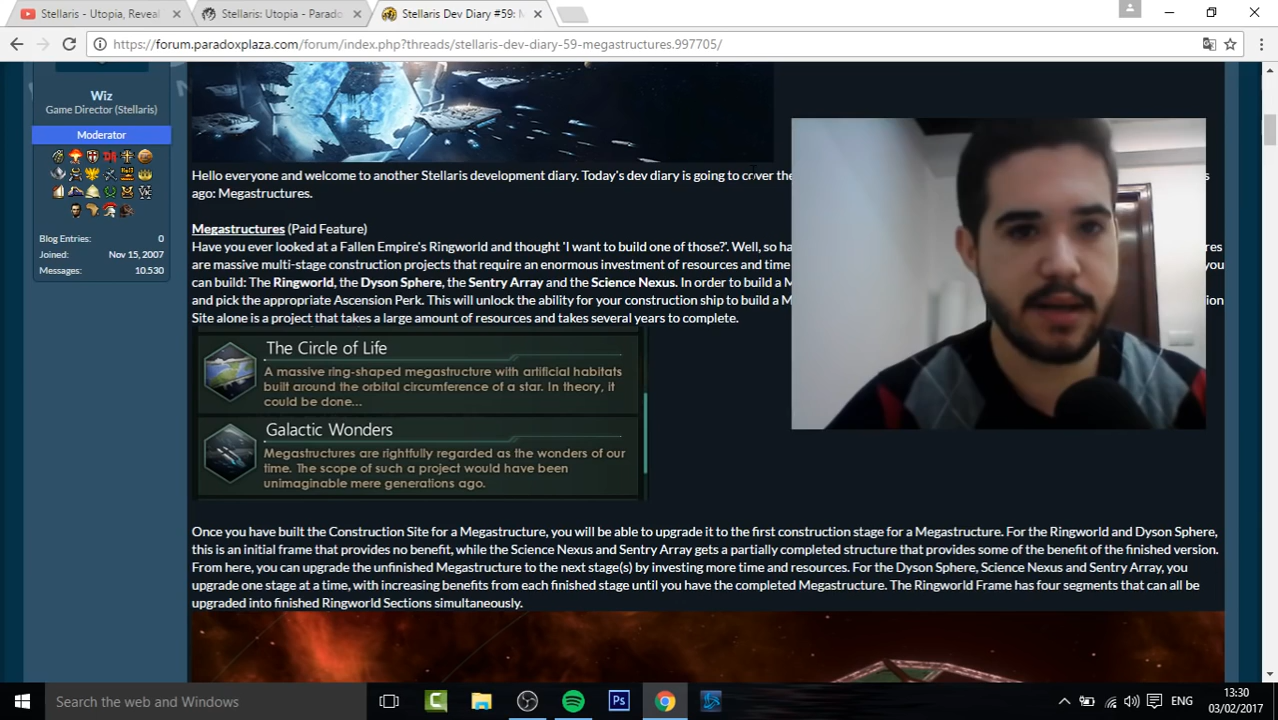 Stellaris - Utopia, Reveal
Stellaris: Utopia - Parado
Stellaris Dev Diary #59: M
https://forum.paradoxplaza.com/forum/index.php?threads/stellaris-dev-diary-59-megastructures.997705/
Wiz
Game Director (Stellaris)
Moderator
Blog Entries: 0
Joined: Nov 15, 2007
Messages: 10.530
Hello everyone and welcome to another Stellaris development diary. Today's dev diary is going to cover the
ago: Megastructures.
Megastructures (Paid Feature)
Have you ever looked at a Fallen Empire's Ringworld and thought 'I want to build one of those?'. Well, so ha
are massive multi-stage construction projects that require an enormous investment of resources and time you
can build: The Ringworld, the Dyson Sphere, the Sentry Array and the Science Nexus. In order to build a M
and pick the appropriate Ascension Perk. This will unlock the ability for your construction ship to build a M
Site alone is a project that takes a large amount of resources and takes several years to complete.
The Circle of Life
A massive ring-shaped megastructure with artificial habitats
built around the orbital circumference of a star. In theory, it
could be done...
Galactic Wonders
Megastructures are rightfully regarded as the wonders of our
time. The scope of such a project would have been
unimaginable mere generations ago.
Once you have built the Construction Site for a Megastructure, you will be able to upgrade it to the first construction stage for a Megastructure. For the Ringworld and Dyson Sphere,
this is an initial frame that provides no benefit, while the Science Nexus and Sentry Array gets a partially completed structure that provides some of the benefit of the finished version.
From here, you can upgrade the unfinished Megastructure to the next stage(s) by investing more time and resources. For the Dyson Sphere, Science Nexus and Sentry Array, you
upgrade one stage at a time, with increasing benefits from each finished stage until you have the completed Megastructure. The Ringworld Frame has four segments that can all be
upgraded into finished Ringworld Sections simultaneously.
Search the web and Windows
Ps
ENG
13:30
03/02/2017